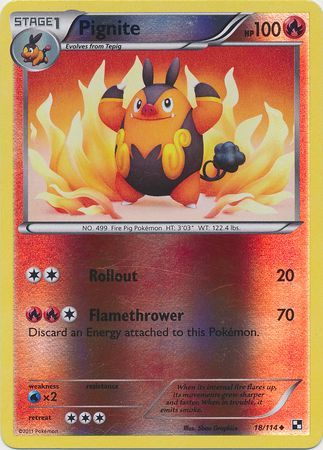 STAGE1 Pignite HP100
Evolves from Tepig
NO. 499 Fire Pig Pokémon HT: 3'03" WT: 122.4 lbs.
Rollout 20
Flamethrower 70
Discard an Energy attached to this Pokémon.
weakness resistance
×2
retreat
When its internal fire flares up,
its movements grow sharper
and faster. When in trouble, it
emits smoke.
©2011 Pokémon
Illus. 5ban Graphics 18/114